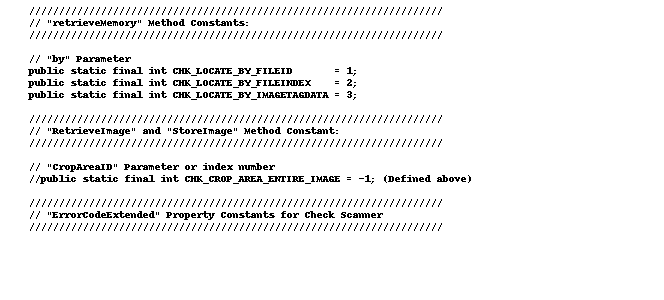 /////////////////////////////////////////////////////////////////////
// "retrieveMemory" Method Constants:
/////////////////////////////////////////////////////////////////////
// "by" Parameter
public static final int CHK_LOCATE_BY_FILEID       = 1;
public static final int CHK_LOCATE_BY_FILEINDEX    = 2;
public static final int CHK_LOCATE_BY_IMAGETAGDATA = 3;
/////////////////////////////////////////////////////////////////////
// "RetrieveImage" and "StoreImage" Method Constant:
/////////////////////////////////////////////////////////////////////
// "CropAreaID" Parameter or index number
//public static final int CHK_CROP_AREA_ENTIRE_IMAGE = -1; (Defined above)
/////////////////////////////////////////////////////////////////////
// "ErrorCodeExtended" Property Constants for Check Scanner
/////////////////////////////////////////////////////////////////////